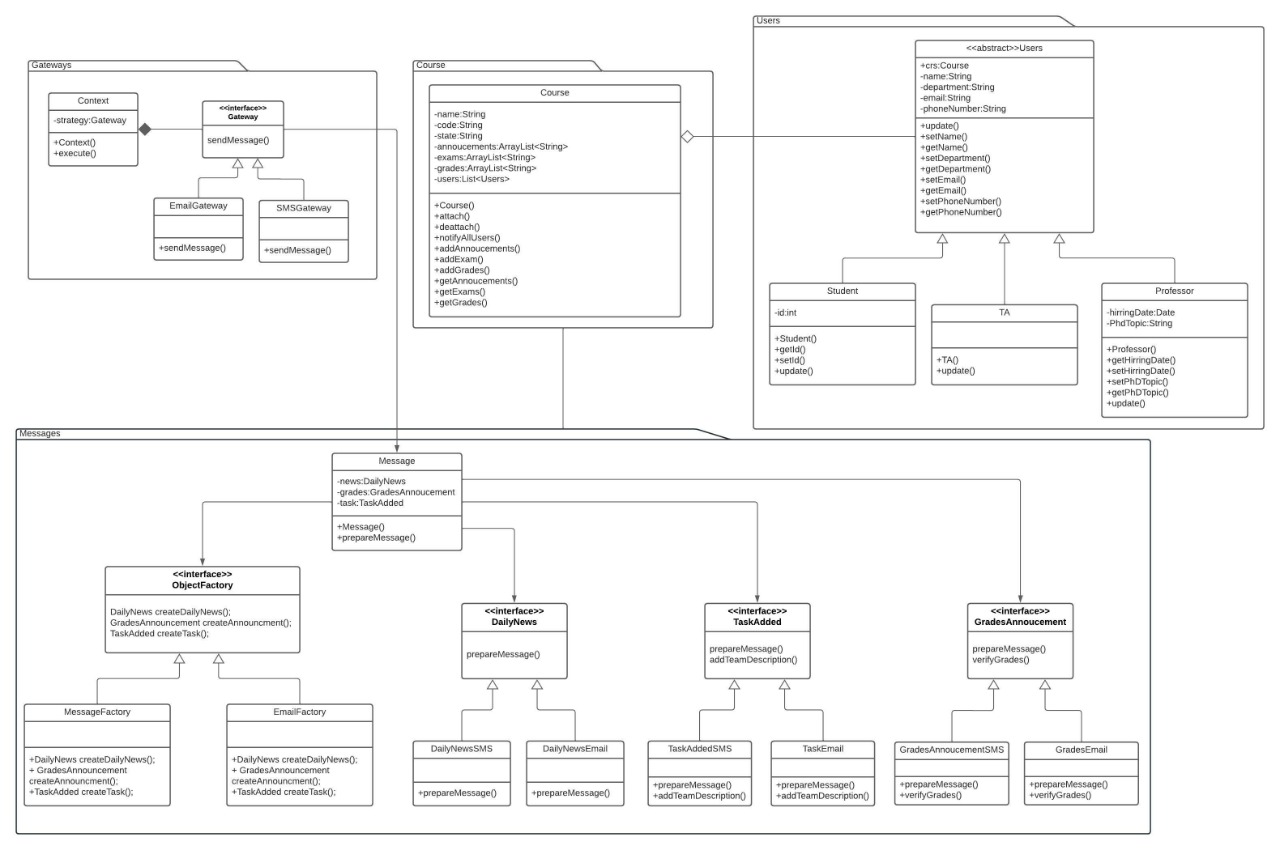 Users
<<abstract>>Users
+crs:Course
-name:String
-department:String
-email:String
-phoneNumber:String
+update()
+setName()
+getName()
+setDepartment()
+getDepartment()
+setEmail()
+getEmail()
+setPhoneNumber()
+getPhoneNumber()
Student
-id:int
+Student()
+getId()
+setId()
+update()
TA
+TA()
+update()
Professor
-hirringDate:Date
-PhdTopic:String
+Professor()
+getHirringDate()
+setHirringDate()
+setPhDTopic()
+getPhDTopic()
+update()
Gateways
Context
-strategy:Gateway
+Context()
+execute()
<<interface>>
Gateway
sendMessage()
EmailGateway
+sendMessage()
SMSGateway
+sendMessage()
Course
Course
-name:String
-code:String
-state:String
-annoucements:ArrayList<String>
-exams:ArrayList<String>
-grades:ArrayList<String>
-users:List<Users>
+Course()
+attach()
+deattach()
+notifyAllUsers()
+addAnnoucements()
+addExam()
+addGrades()
+getAnnoucements()
+getExams()
+getGrades()
Messages
Message
-news:DailyNews
-grades:GradesAnnoucement
-task:TaskAdded
+Message()
+prepareMessage()
<<interface>>
ObjectFactory
DailyNews createDailyNews();
GradesAnnouncement createAnnouncment();
TaskAdded createTask();
MessageFactory
+DailyNews createDailyNews();
+ GradesAnnouncement
createAnnouncment();
+TaskAdded createTask();
EmailFactory
+DailyNews createDailyNews();
+ GradesAnnouncement
createAnnouncment();
+TaskAdded createTask();
<<interface>>
DailyNews
prepareMessage()
DailyNewsSMS
+prepareMessage()
DailyNewsEmail
+prepareMessage()
<<interface>>
TaskAdded
prepareMessage()
addTeamDescription()
TaskAddedSMS
+prepareMessage()
+addTeamDescription()
TaskEmail
+prepareMessage()
+addTeamDescription()
<<interface>>
GradesAnnoucement
prepareMessage()
verifyGrades()
GradesAnnoucementSMS
+prepareMessage()
+verifyGrades()
GradesEmail
+prepareMessage()
+verifyGrades()